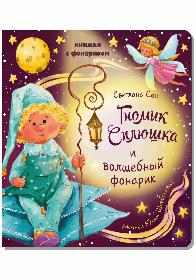 книжка с фонариком
Светлана Сон
Гномик
Сплюшка
и
волшебный
фонарик